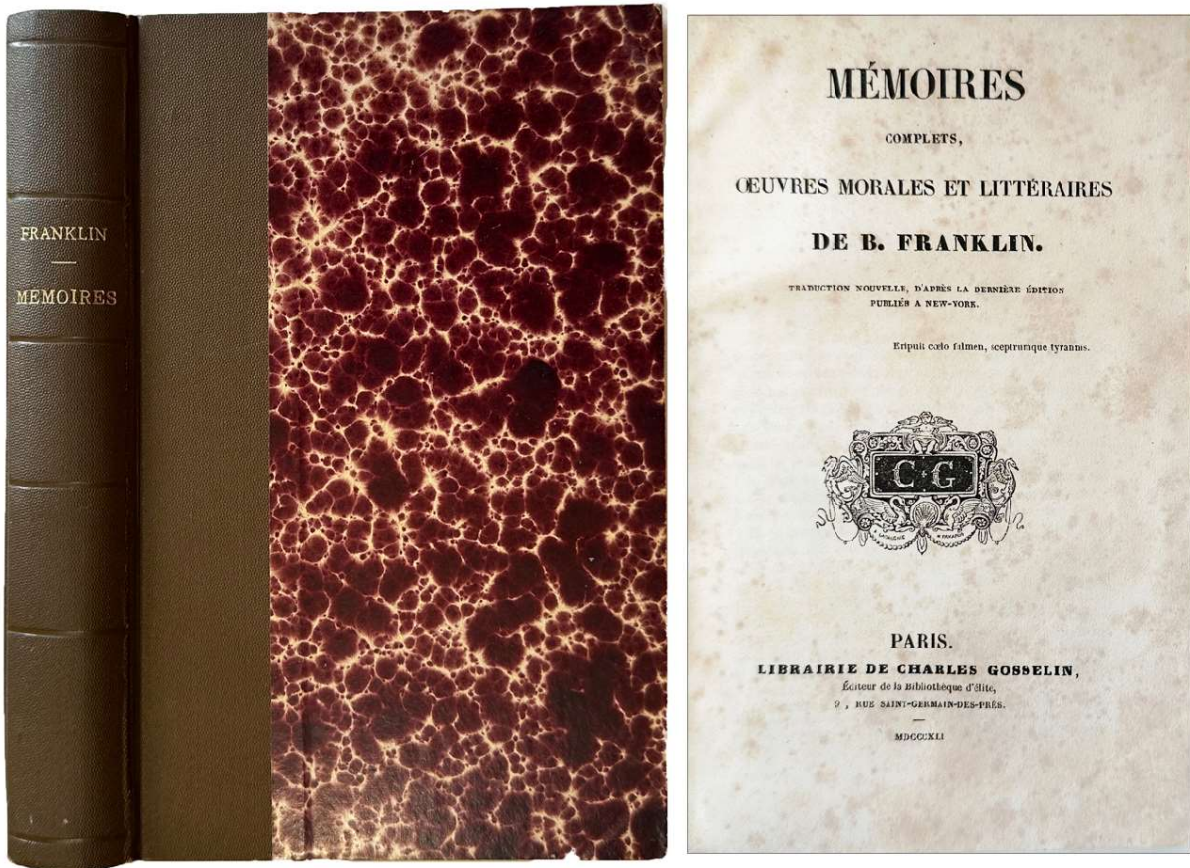 FRANKLIN
MEMOIRES
MÉMOIRES
COMPLETS,
ŒUVRES MORALES ET LITTÉRAIRES
DE B. FRANKLIN.
TRADUCTION NOUVELLE, D'APRÈS LA DERNIÈRE ÉDITION
PUBLIÉE A NEW-YORK.
Eripuit cœlo fulmen, sceptrumque tyrannis.
C G
PARIS.
LIBRAIRIE DE CHARLES GOSSELIN,
Éditeur de la Bibliothèque d'élite,
9, RUE SAINT-GERMAIN-DES-PRÉS.
MDCCCXLI